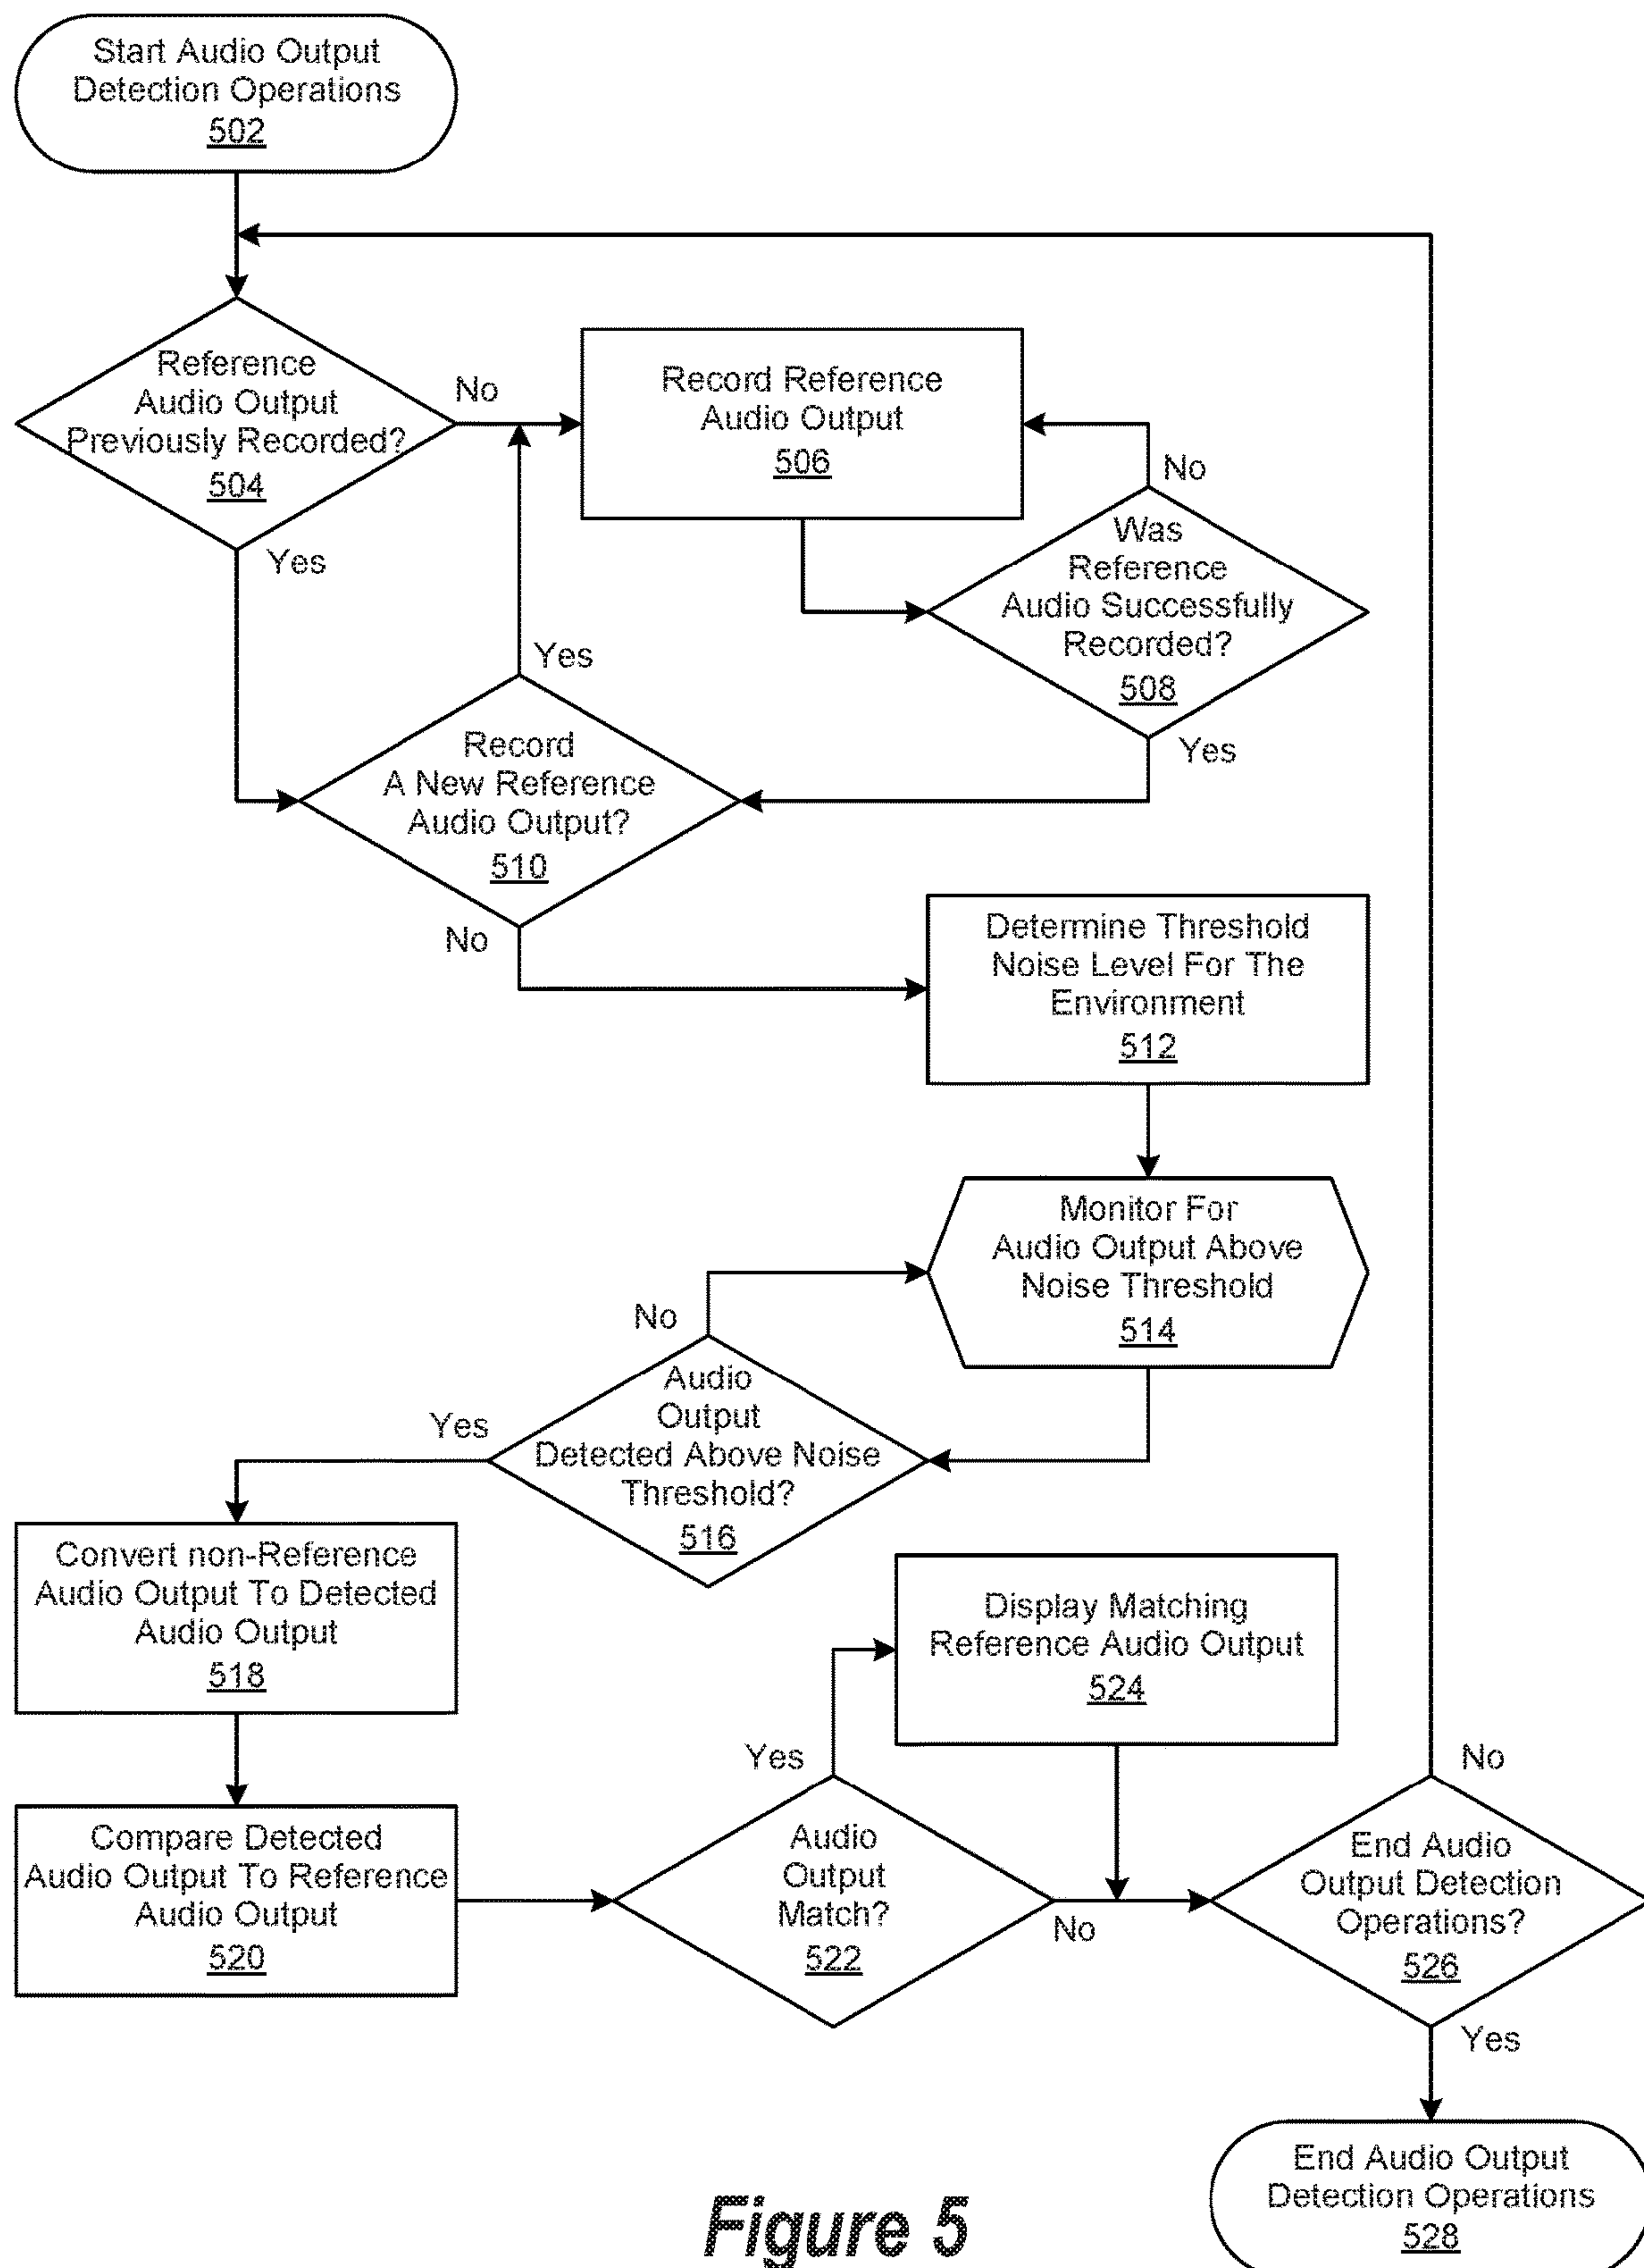 Start Audio Output
Detection Operations
502
Reference
Audio Output
Previously Recorded?
504
No
Yes
Record Reference
Audio Output
506
No
Was
Reference
Audio Successfully
Recorded?
508
Yes
Yes
Record
A New Reference
Audio Output?
510
No
Determine Threshold
Noise Level For The
Environment
512
Monitor For
Audio Output Above
Noise Threshold
514
No
Audio
Output
Detected Above Noise
Threshold?
516
Yes
Convert non-Reference
Audio Output To Detected
Audio Output
518
Compare Detected
Audio Output To Reference
Audio Output
520
Yes
Audio
Output
Match?
522
No
Display Matching
Reference Audio Output
524
No
End Audio
Output Detection
Operations?
526
Yes
End Audio Output
Detection Operations
528
Figure 5